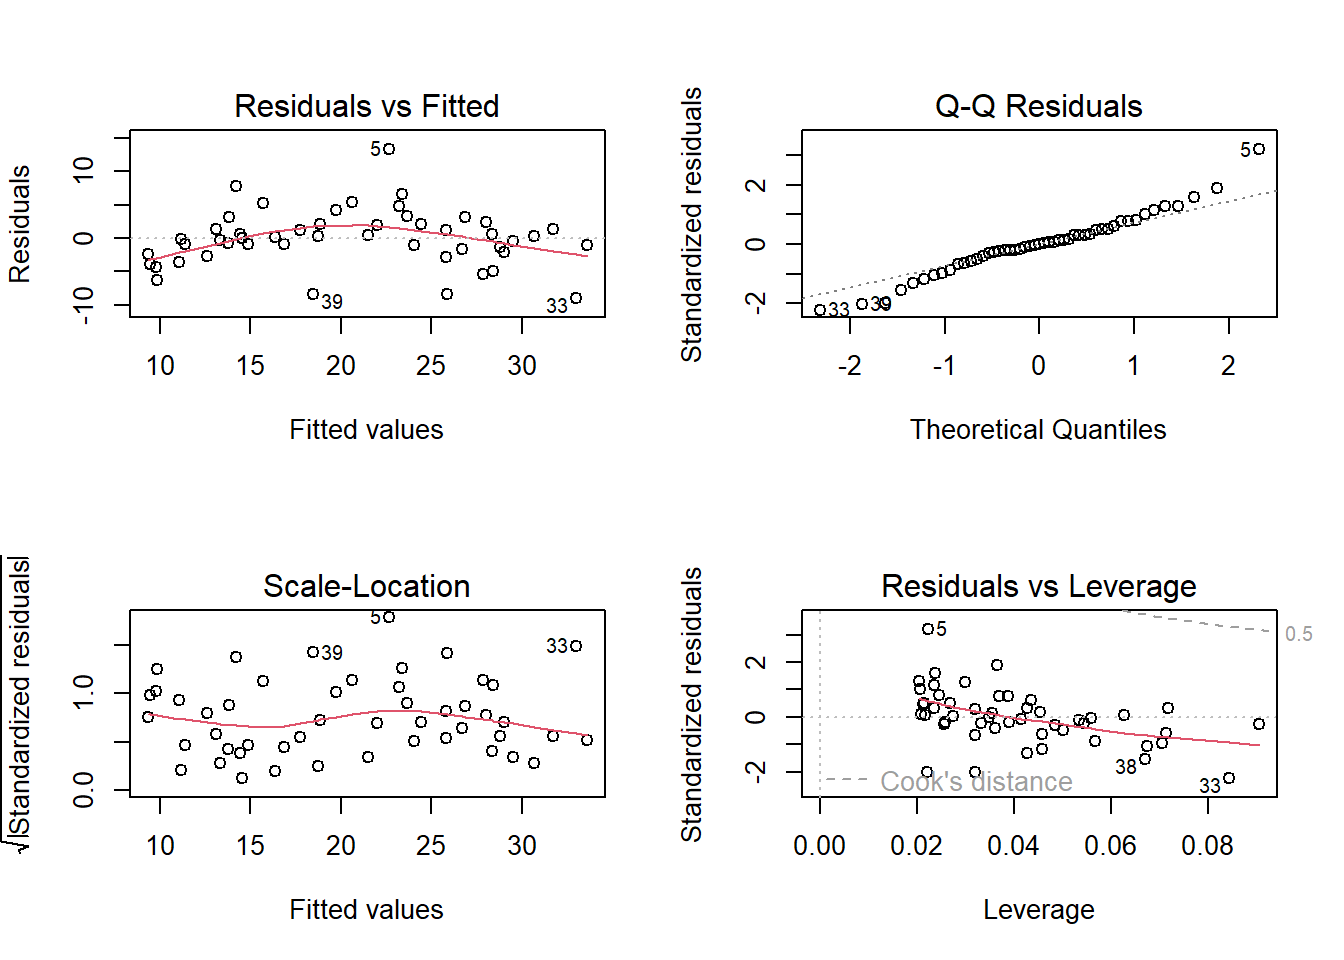 Residuals vs Fitted
Residuals
-10 0 10
5
39
33
10 15 20 25 30
Fitted values
Q-Q Residuals
Standardized residuals
-2 0 2
5
33
39
-2 -1 0 1 2
Theoretical Quantiles
Scale-Location
√|Standardized residuals|
0.0 1.0
5
39
33
10 15 20 25 30
Fitted values
Residuals vs Leverage
Standardized residuals
-2 0 2
5
0.5
38
33
Cook's distance
0.00 0.02 0.04 0.06 0.08
Leverage